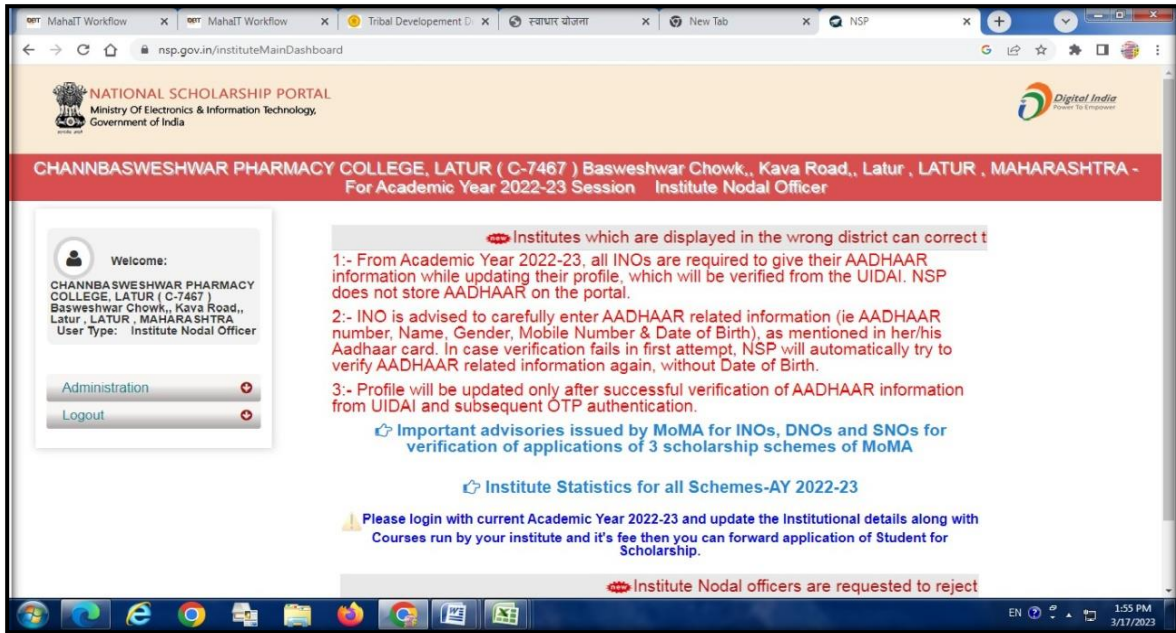 MahaIT Workflow
MahaIT Workflow
Tribal Developement D
स्वाधार योजना
New Tab
NSP
nsp.gov.in/instituteMainDashboard
NATIONAL SCHOLARSHIP PORTAL
Ministry Of Electronics & Information Technology,
Government of India
Digital India
Power To Empower
CHANNBASWESHWAR PHARMACY COLLEGE, LATUR ( C-7467 ) Basweshwar Chowk,, Kava Road,, Latur , LATUR , MAHARASHTRA -
For Academic Year 2022-23 Session Institute Nodal Officer
Welcome:
CHANNBASWESHWAR PHARMACY
COLLEGE, LATUR ( C-7467 )
Basweshwar Chowk,, Kava Road,,
Latur , LATUR , MAHARASHTRA
User Type: Institute Nodal Officer
Administration
Logout
Institutes which are displayed in the wrong district can correct t
1:- From Academic Year 2022-23, all INOs are required to give their AADHAAR
information while updating their profile, which will be verified from the UIDAI. NSP
does not store AADHAAR on the portal.
2:- INO is advised to carefully enter AADHAAR related information (ie AADHAAR
number, Name, Gender, Mobile Number & Date of Birth), as mentioned in her/his
Aadhaar card. In case verification fails in first attempt, NSP will automatically try to
verify AADHAAR related information again, without Date of Birth.
3:- Profile will be updated only after successful verification of AADHAAR information
from UIDAI and subsequent OTP authentication.
Important advisories issued by MoMA for INOs, DNOs and SNOs for
verification of applications of 3 scholarship schemes of MoMA
Institute Statistics for all Schemes-AY 2022-23
Please login with current Academic Year 2022-23 and update the Institutional details along with
Courses run by your institute and it's fee then you can forward application of Student for
Scholarship.
Institute Nodal officers are requested to reject
EN
1:55 PM
3/17/2023